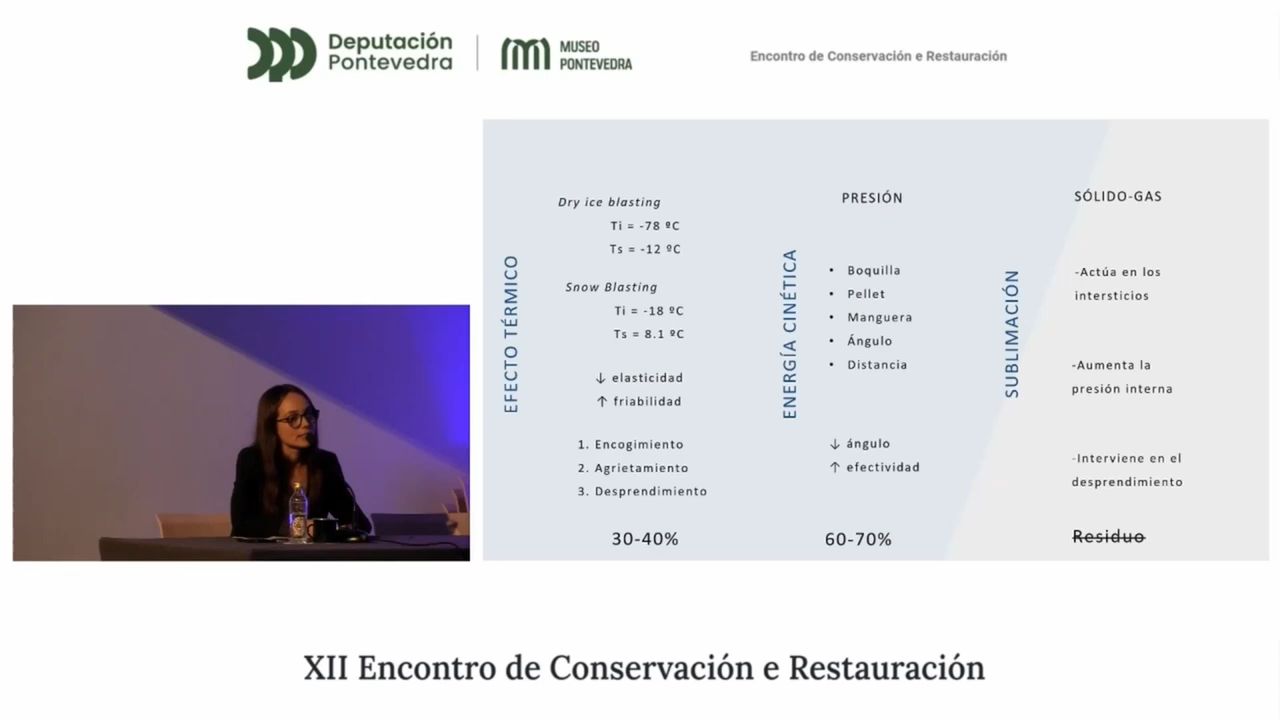 Deputación
Pontevedra
MUSEO
PONTEVEDRA
Encontro de Conservación e Restauración
EFECTO TÉRMICO
Dry ice blasting
Ti = -78 ºC
Ts = -12 ºC
Snow Blasting
Ti = -18 ºC
Ts = 8.1 ºC
↓ elasticidad
↑ friabilidad
1. Encogimiento
2. Agrietamiento
3. Desprendimiento
30-40%
ENERGÍA CINÉTICA
PRESIÓN
• Boquilla
• Pellet
• Manguera
• Ángulo
• Distancia
↓ ángulo
↑ efectividad
60-70%
SUBLIMACIÓN
SÓLIDO-GAS
-Actúa en los
intersticios
-Aumenta la
presión interna
-Interviene en el
desprendimiento
Residuo
XII Encontro de Conservación e Restauración